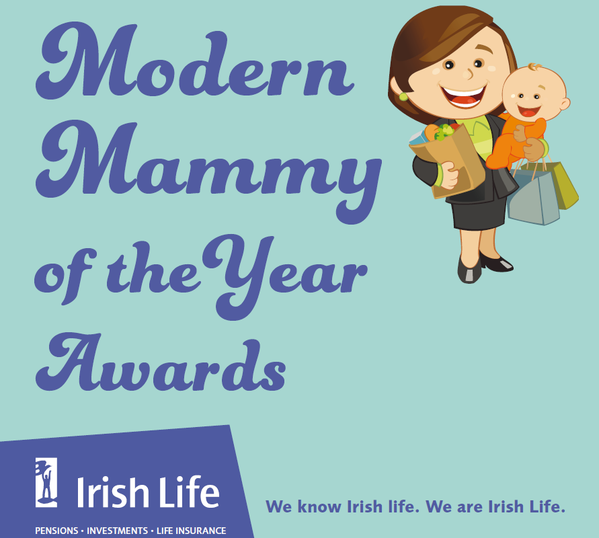 Modern
Mammy
of the Year
Awards
Irish Life
PENSIONS • INVESTMENTS • LIFE INSURANCE
We know Irish life. We are Irish Life.